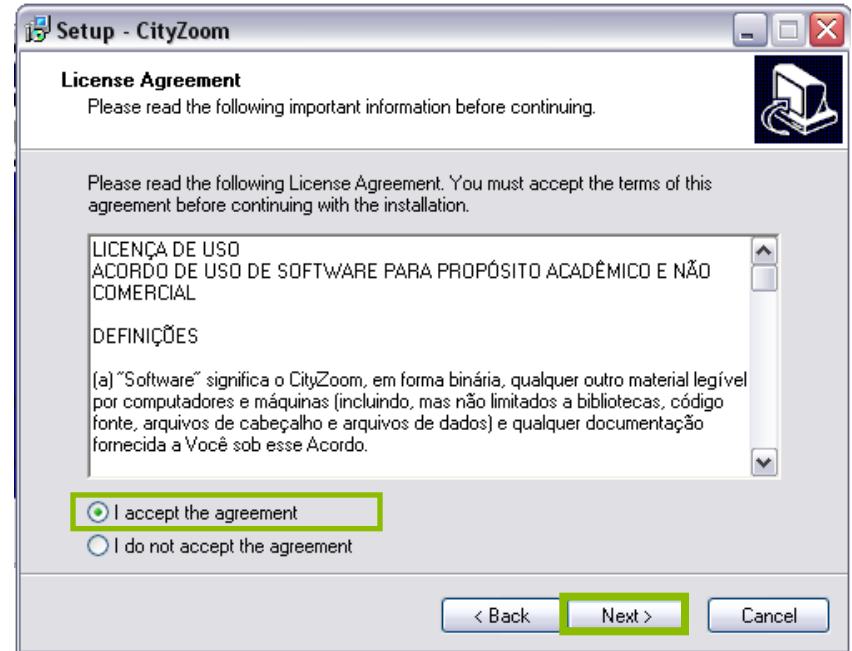 Setup - CityZoom
License Agreement
Please read the following important information before continuing.
Please read the following License Agreement. You must accept the terms of this
agreement before continuing with the installation.
LICENÇA DE USO
ACORDO DE USO DE SOFTWARE PARA PROPÓSITO ACADÊMICO E NÃO
COMERCIAL
DEFINIÇÕES
(a) "Software" significa o CityZoom, em forma binária, qualquer outro material legível
por computadores e máquinas (incluindo, mas não limitados a bibliotecas, código
fonte, arquivos de cabeçalho e arquivos de dados) e qualquer documentação
fornecida a Você sob esse Acordo.
I accept the agreement
I do not accept the agreement
< Back Next > Cancel